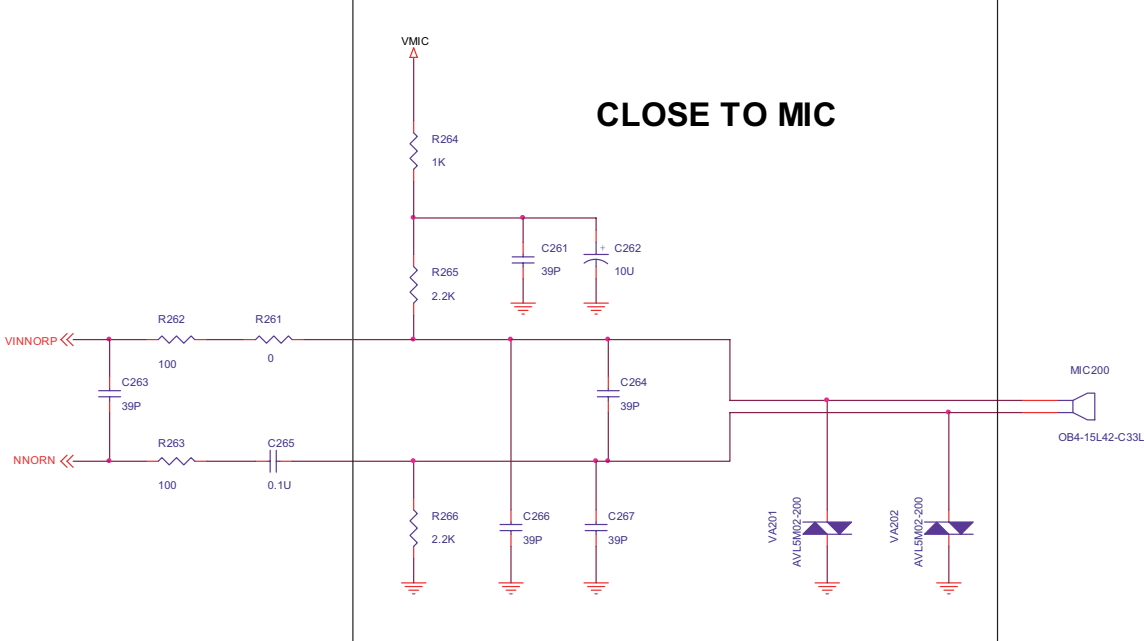 VMIC
CLOSE TO MIC
R264
1K
C261
39P
+
C262
10U
R265
2.2K
VINNORP
R262
100
R261
0
C263
39P
C264
39P
MIC200
OB4-15L42-C33L
NNORN
R263
100
C265
0.1U
R266
2.2K
C266
39P
C267
39P
VA201
AVL5M02-200
VA202
AVL5M02-200